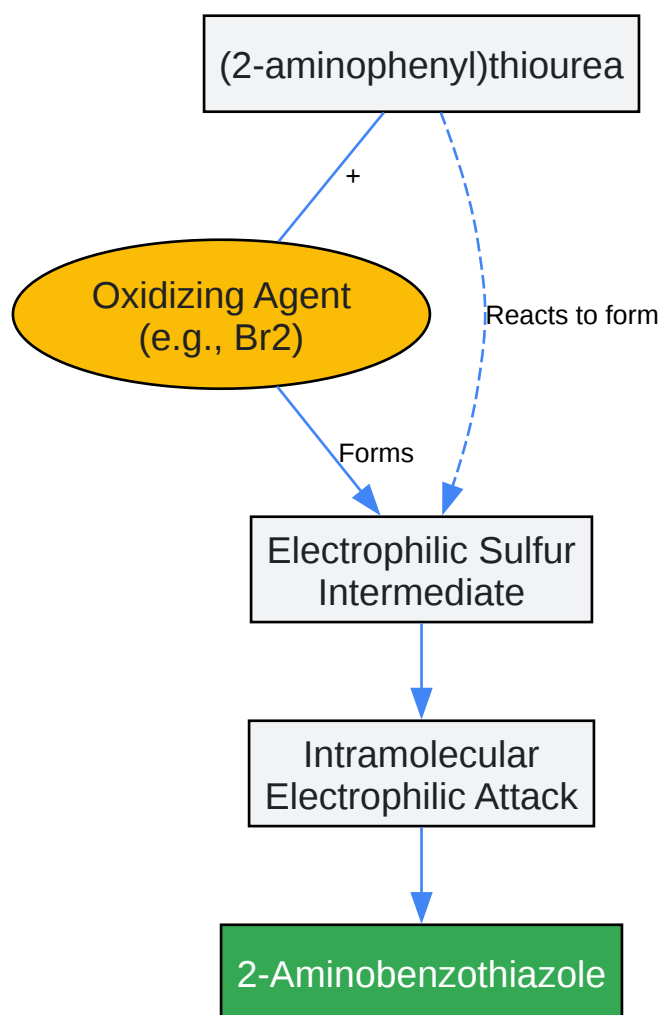 (2-aminophenyl)thiourea
+
Oxidizing Agent
(e.g., Br2)
Reacts to form
Forms
Electrophilic Sulfur
Intermediate
Intramolecular
Electrophilic Attack
2-Aminobenzothiazole